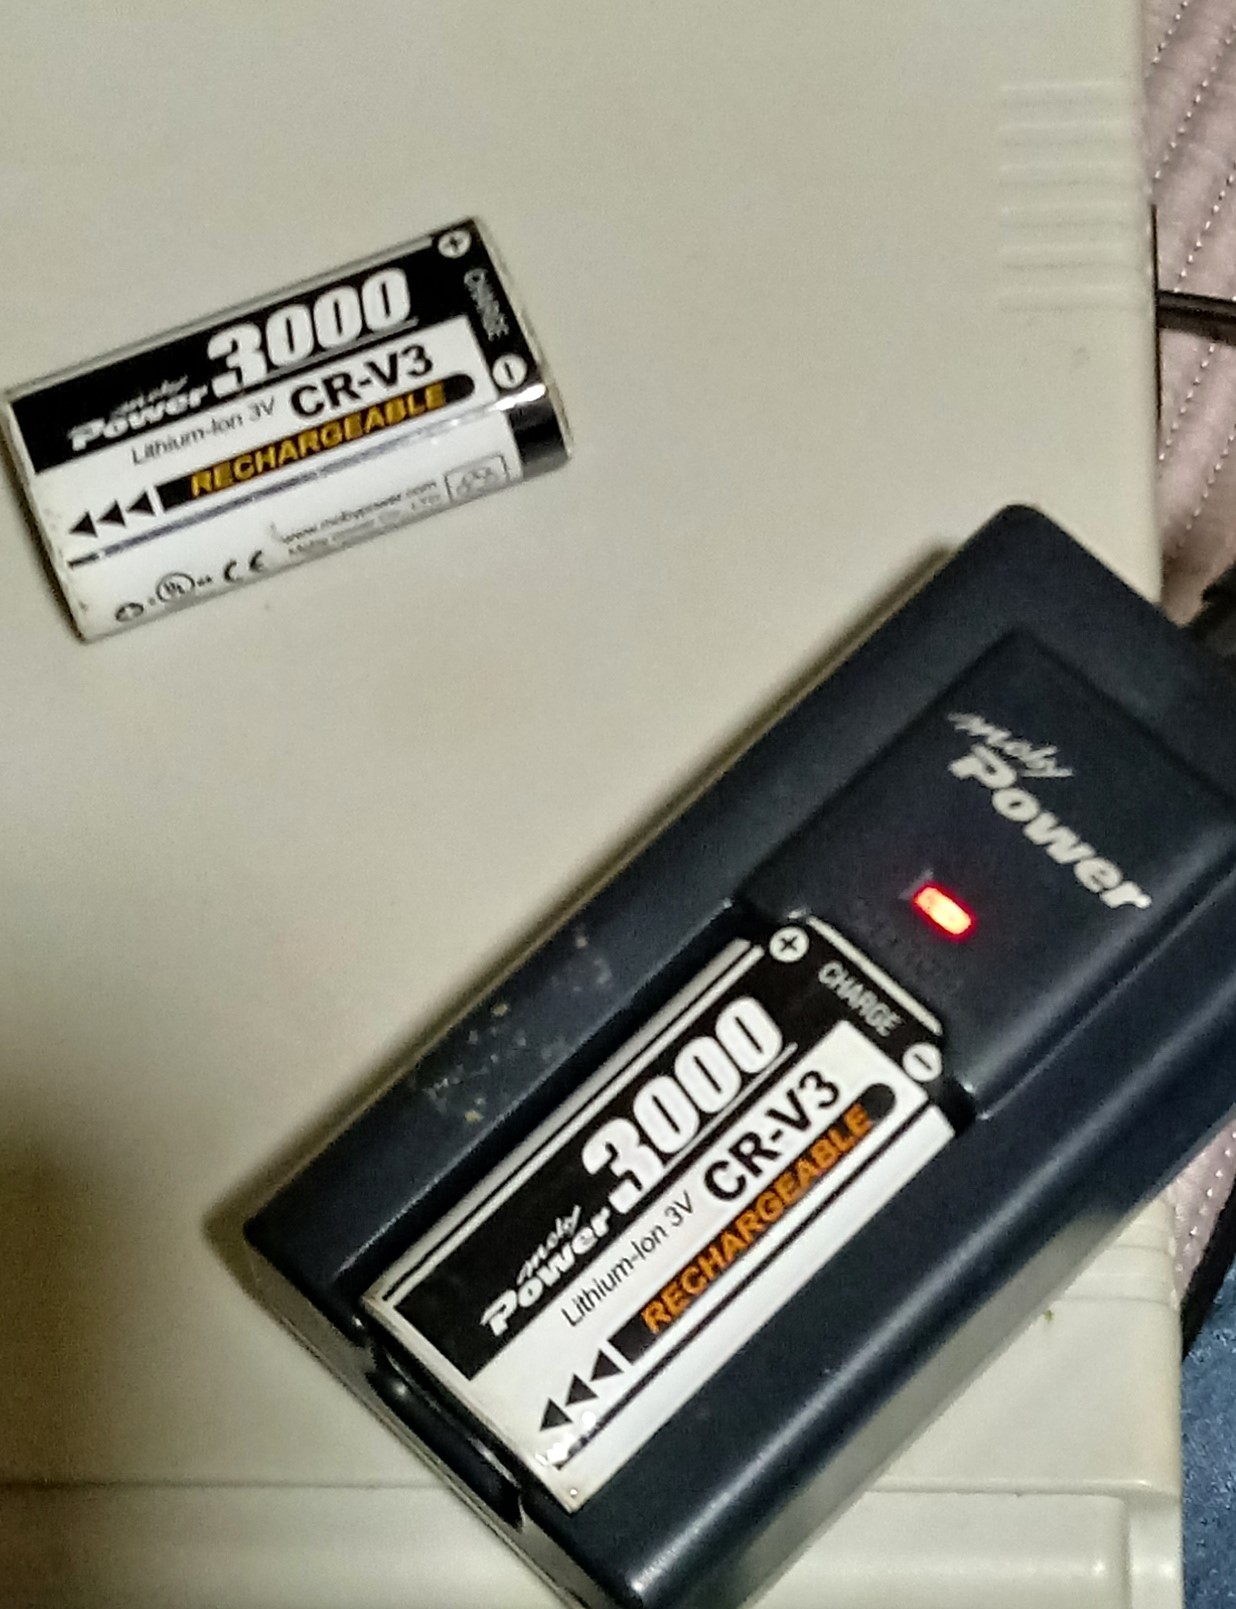 +
CHARGE
−
moby
Power 3000
Lithium-Ion 3V CR-V3
RECHARGEABLE
www.mobypower.com
CE
moby
Power
+
CHARGE
−
moby
Power 3000
Lithium-Ion 3V CR-V3
RECHARGEABLE